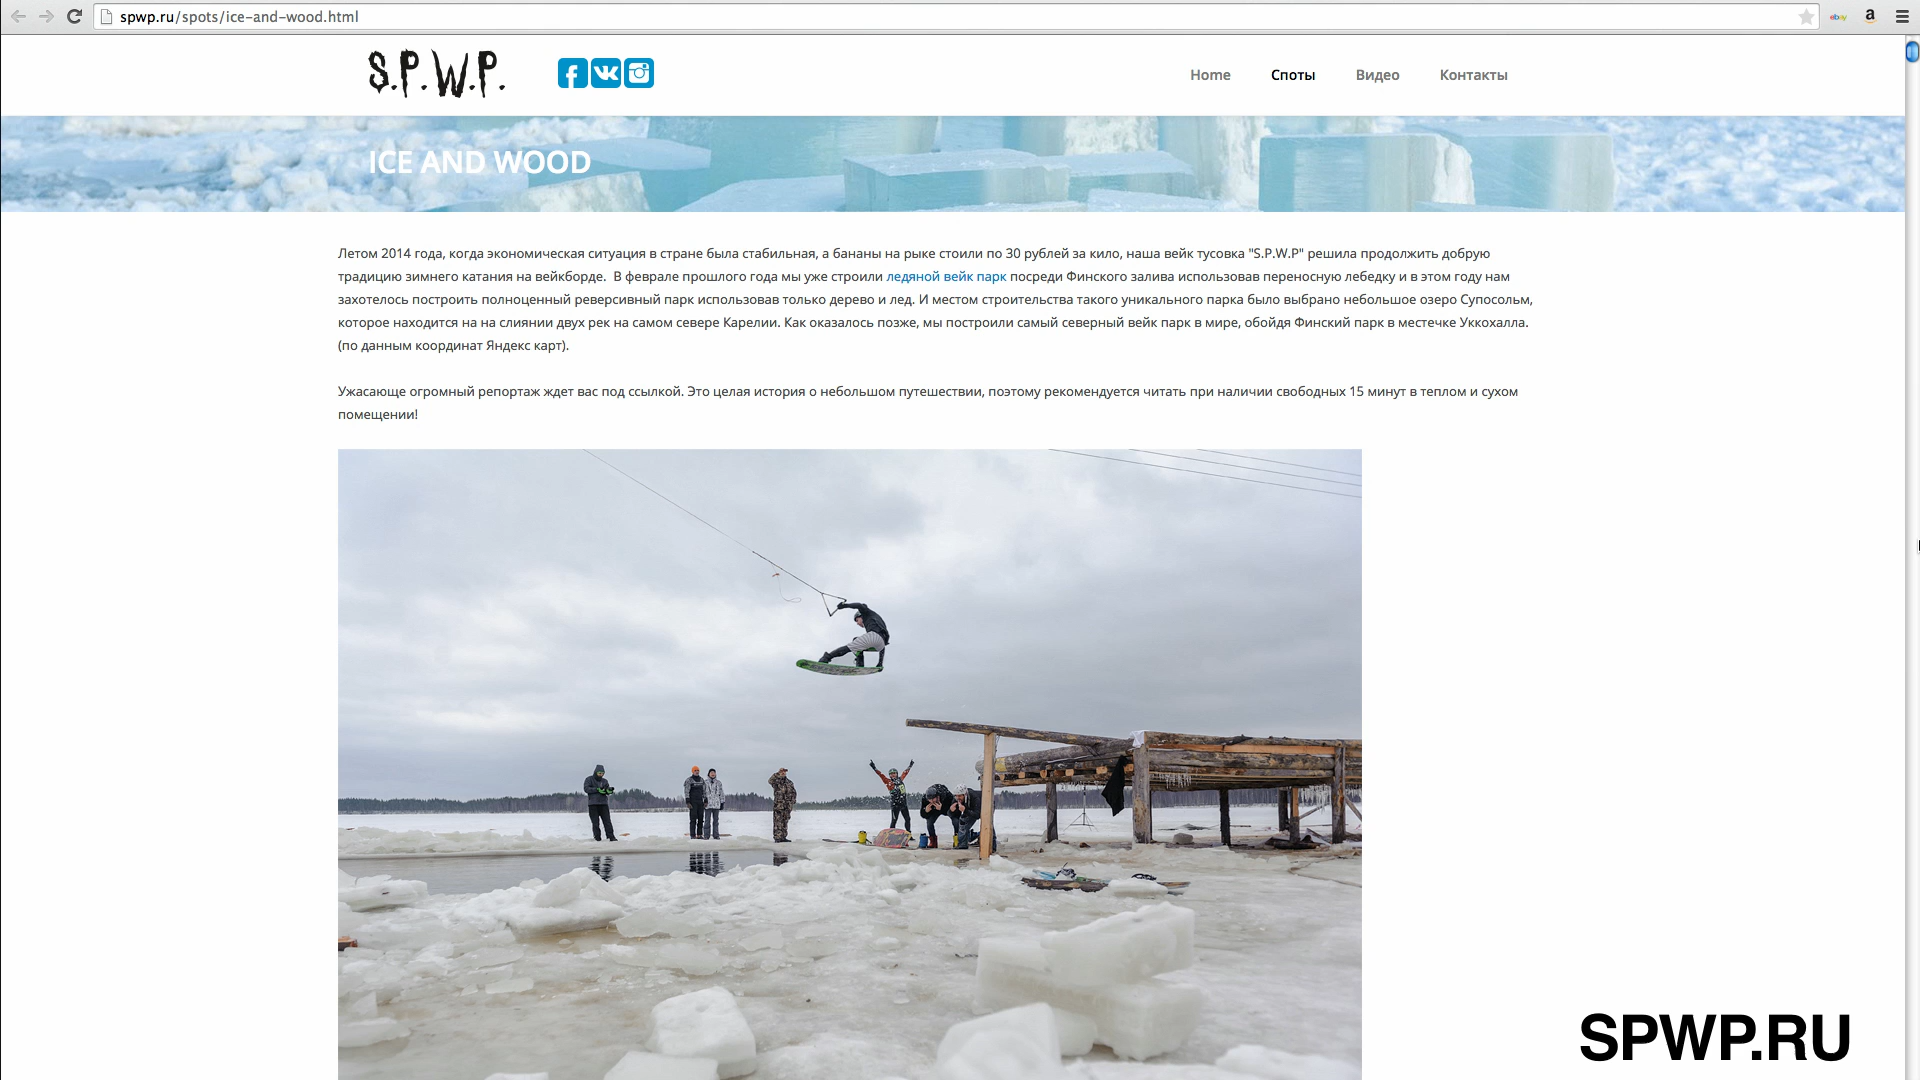 spwp.ru/spots/ice-and-wood.html
ebay
a
S.P.W.P.
Home
Споты
Видео
Контакты
ICE AND WOOD
Летом 2014 года, когда экономическая ситуация в стране была стабильная, а бананы на рыке стоили по 30 рублей за кило, наша вейк тусовка "S.P.W.P" решила продолжить добрую
традицию зимнего катания на вейкборде.  В феврале прошлого года мы уже строили ледяной вейк парк посреди Финского залива использовав переносную лебедку и в этом году нам
захотелось построить полноценный реверсивный парк использовав только дерево и лед. И местом строительства такого уникального парка было выбрано небольшое озеро Супосольм,
которое находится на на слиянии двух рек на самом севере Карелии. Как оказалось позже, мы построили самый северный вейк парк в мире, обойдя Финский парк в местечке Уккохалла.
(по данным координат Яндекс карт).
Ужасающе огромный репортаж ждет вас под ссылкой. Это целая история о небольшом путешествии, поэтому рекомендуется читать при наличии свободных 15 минут в теплом и сухом
помещении!
SPWP.RU